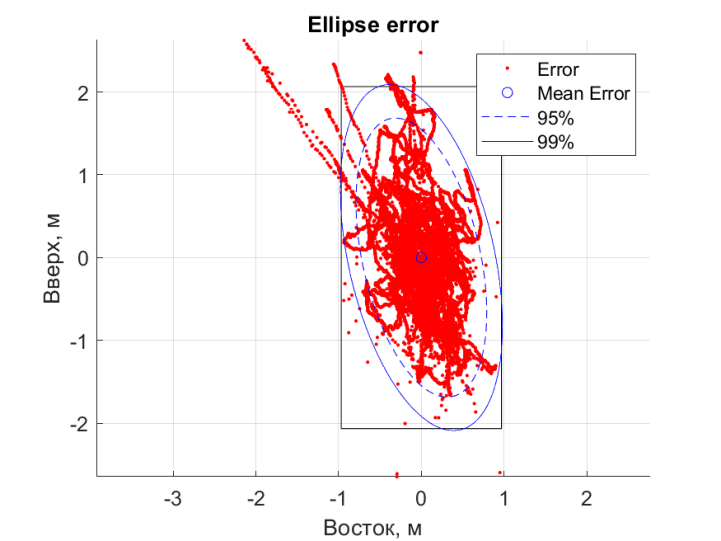 Ellipse error
Error
Mean Error
95%
99%
2
1
0
-1
-2
Вверх, м
-3
-2
-1
0
1
2
Восток, м